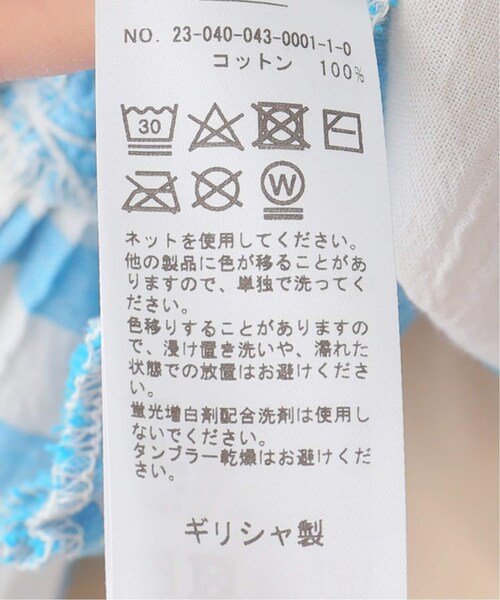 NO. 23-040-043-0001-1-0
コットン 100%
30
W
ネットを使用してください。
他の製品に色が移ることがあ
りますので、単独で洗ってく
ださい。
色移りすることがありますの
で、浸け置き洗いや、濡れた
状態での放置はお避けくださ
い。
蛍光増白剤配合洗剤は使用し
ないでください。
タンブラー乾燥はお避けくだ
さい。
ギリシャ製